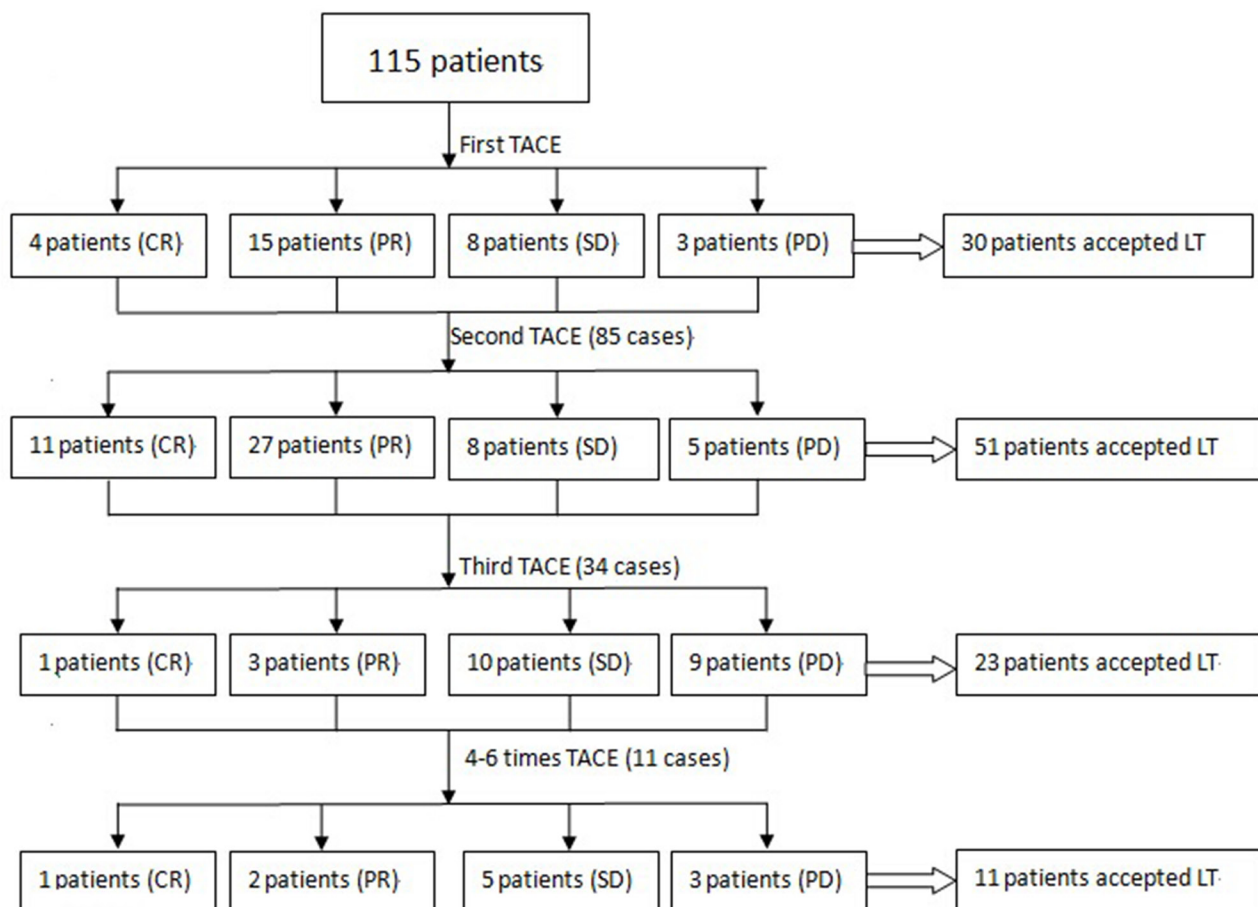 115 patients
First TACE
4 patients (CR)
15 patients (PR)
8 patients (SD)
3 patients (PD)
30 patients accepted LT
Second TACE (85 cases)
11 patients (CR)
27 patients (PR)
8 patients (SD)
5 patients (PD)
51 patients accepted LT
Third TACE (34 cases)
1 patients (CR)
3 patients (PR)
10 patients (SD)
9 patients (PD)
23 patients accepted LT
4-6 times TACE (11 cases)
1 patients (CR)
2 patients (PR)
5 patients (SD)
3 patients (PD)
11 patients accepted LT